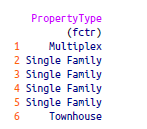 PropertyType
(fctr)
1 Multiplex
2 Single Family
3 Single Family
4 Single Family
5 Single Family
6 Townhouse